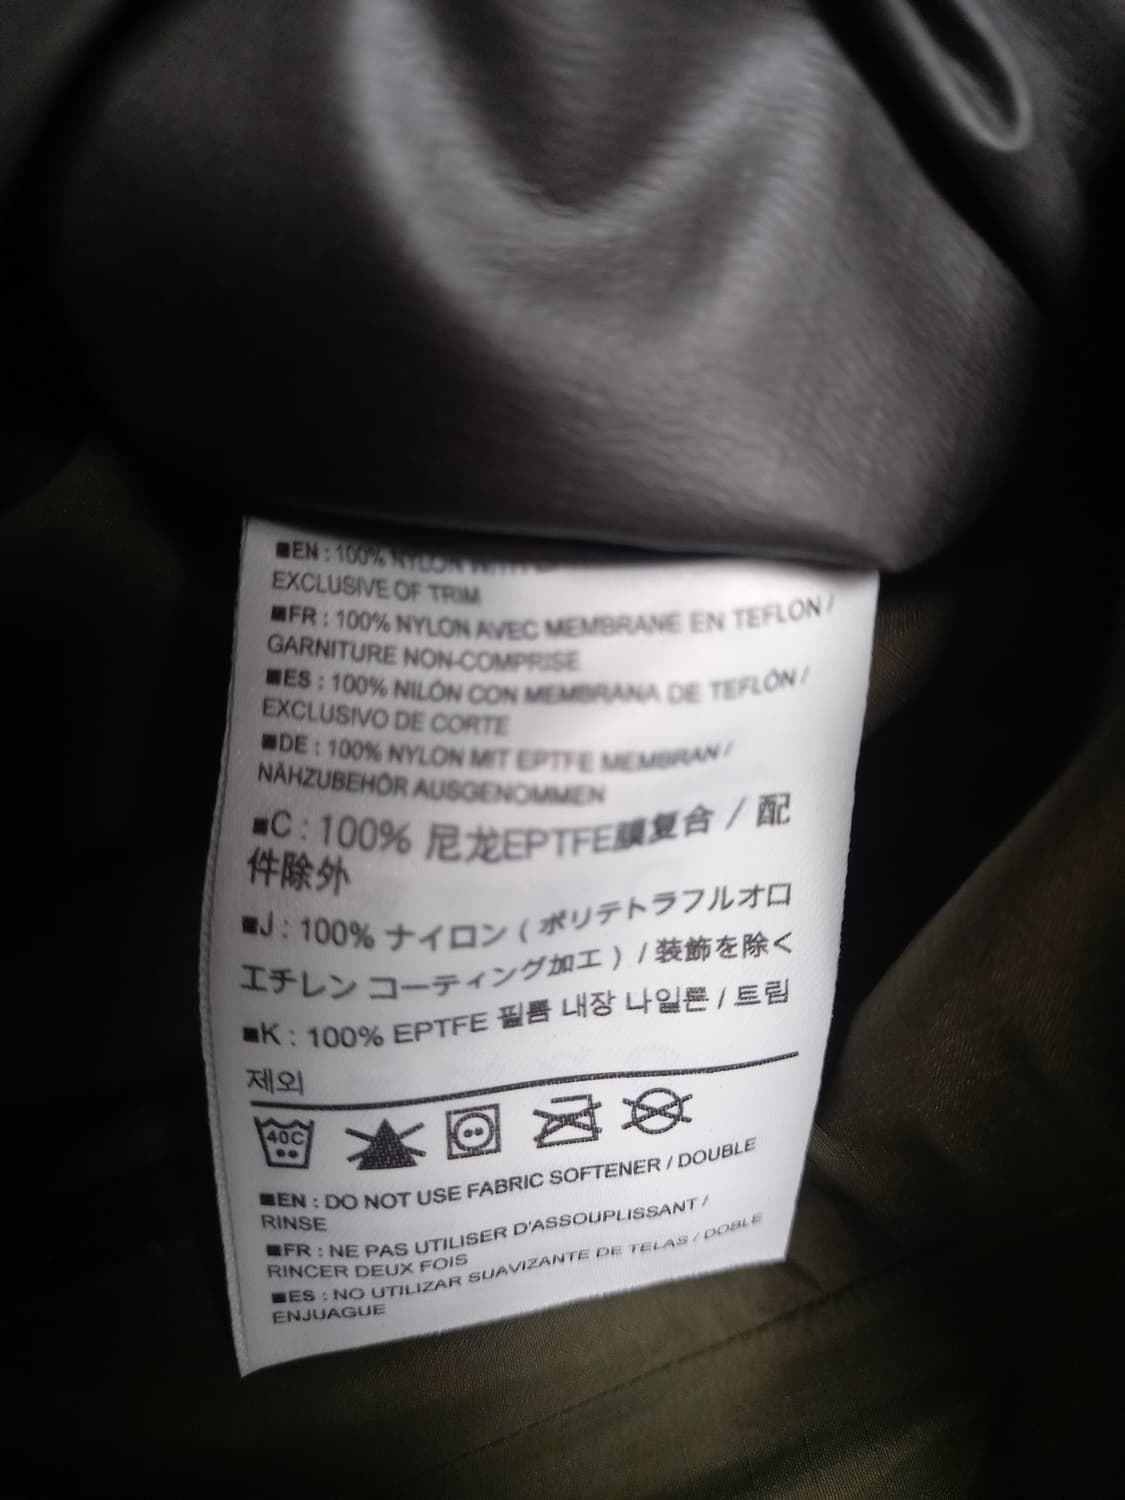 ■EN : 100% NYLON WITH
EXCLUSIVE OF TRIM
■FR : 100% NYLON AVEC MEMBRANE EN TEFLON /
GARNITURE NON-COMPRISE
■ES : 100% NILÓN CON MEMBRANA DE TEFLÓN /
EXCLUSIVO DE CORTE
■DE : 100% NYLON MIT EPTFE MEMBRAN /
NÄHZUBEHÖR AUSGENOMMEN
■C : 100% 尼龙EPTFE膜复合 / 配
件除外
■J : 100% ナイロン ( ポリテトラフルオロ
エチレン コーティング加工 ) / 装飾を除く
■K : 100% EPTFE 필름 내장 나일론 / 트림
제외
40C
■EN : DO NOT USE FABRIC SOFTENER / DOUBLE
RINSE
■FR : NE PAS UTILISER D'ASSOUPLISSANT /
RINCER DEUX FOIS
■ES : NO UTILIZAR SUAVIZANTE DE TELAS / DOBLE
ENJUAGUE